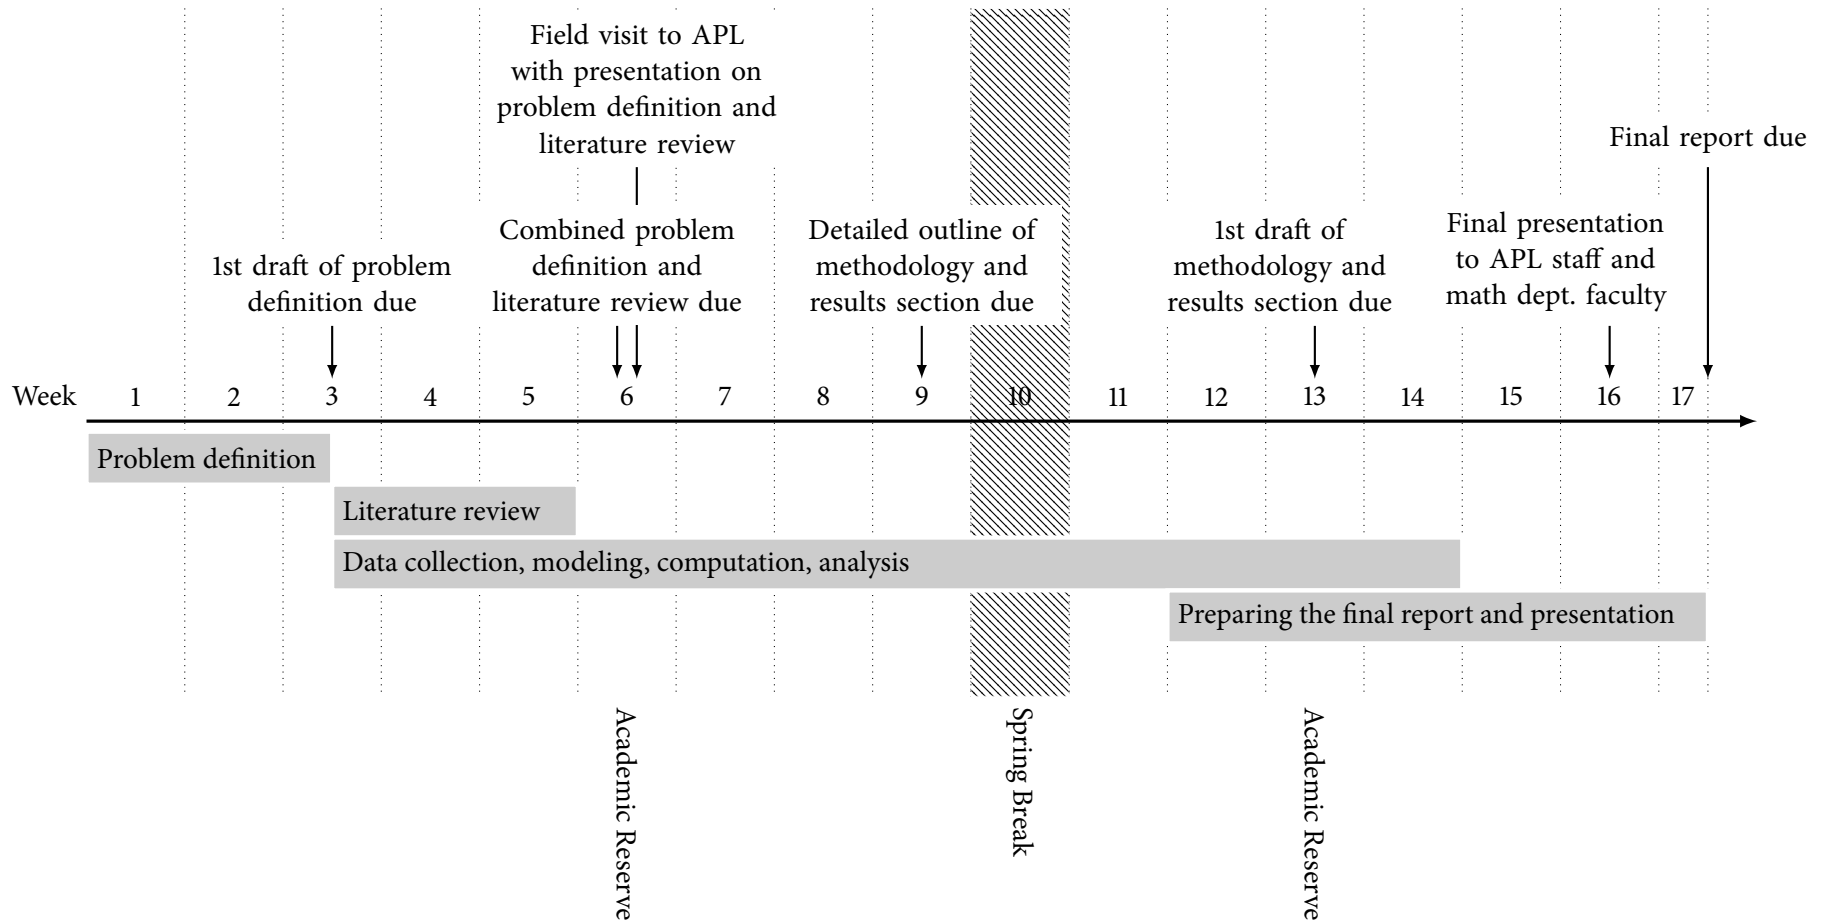 Field visit to APL
with presentation on
problem definition and
literature review
Final report due
1st draft of problem
definition due
Combined problem
definition and
literature review due
Detailed outline of
methodology and
results section due
1st draft of
methodology and
results section due
Final presentation
to APL staff and
math dept. faculty
Week 1 2 3 4 5 6 7 8 9 10 11 12 13 14 15 16 17
Problem definition
Literature review
Data collection, modeling, computation, analysis
Preparing the final report and presentation
Academic Reserve
Spring Break
Academic Reserve